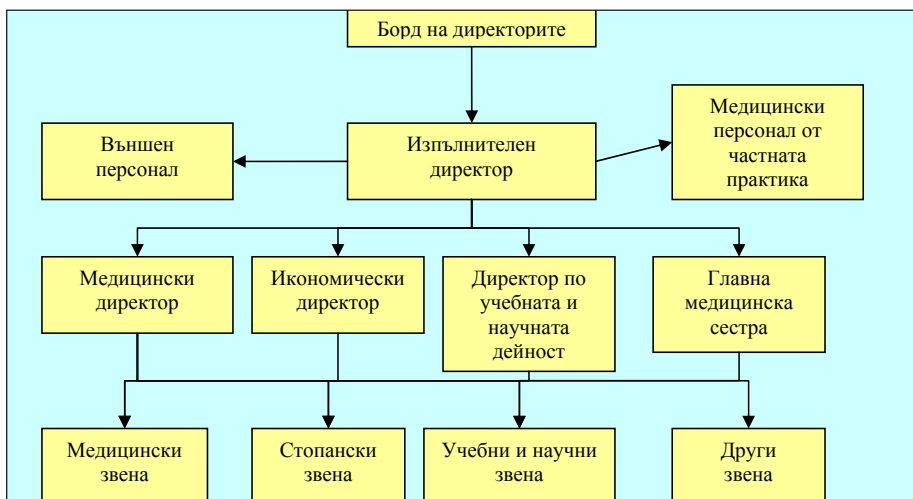 Борд на директорите
Външен
персонал
Изпълнителен
директор
Медицински
персонал от
частната
практика
Медицински
директор
Икономически
директор
Директор по
учебната и
научната
дейност
Главна
медицинска
сестра
Медицински
звена
Стопански
звена
Учебни и научни
звена
Други
звена